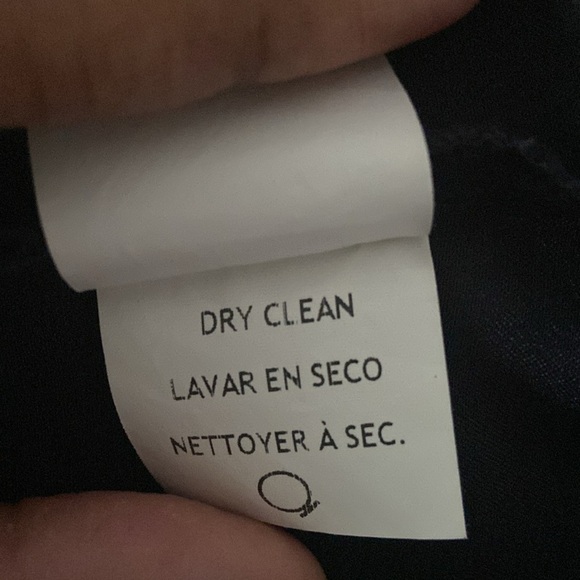 DRY CLEAN
LAVAR EN SECO
NETTOYER À SEC.